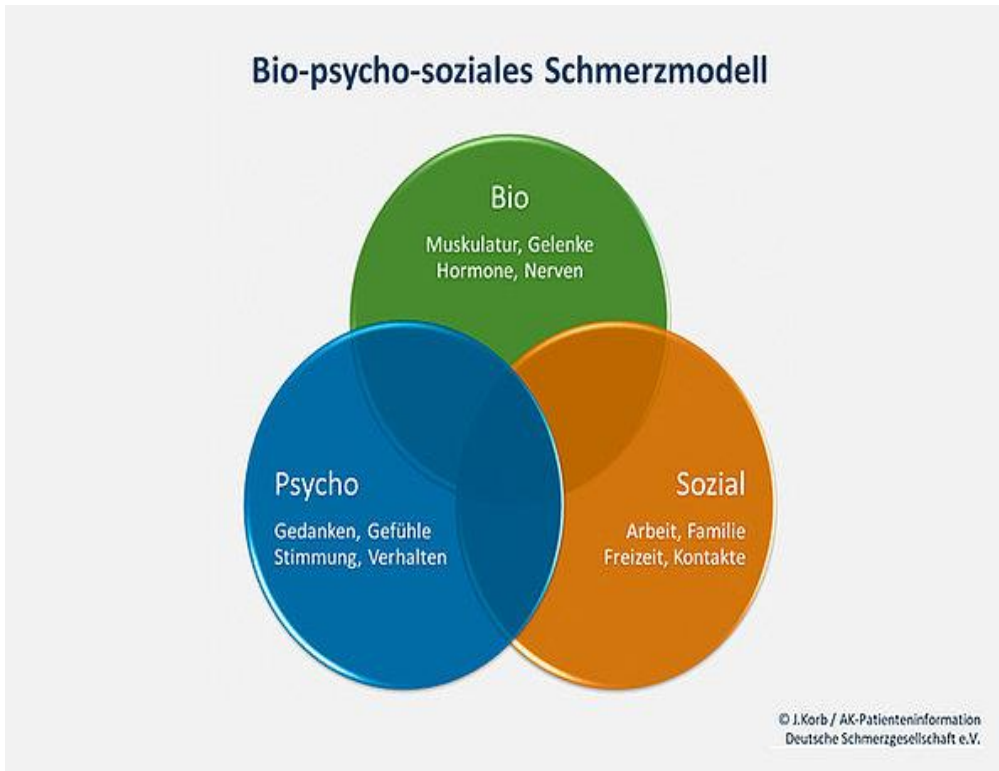 Bio-psycho-soziales Schmerzmodell
Bio
Muskulatur, Gelenke
Hormone, Nerven
Psycho
Gedanken, Gefühle
Stimmung, Verhalten
Sozial
Arbeit, Familie
Freizeit, Kontakte
© J.Korb / AK-Patienteninformation
Deutsche Schmerzgesellschaft e.V.